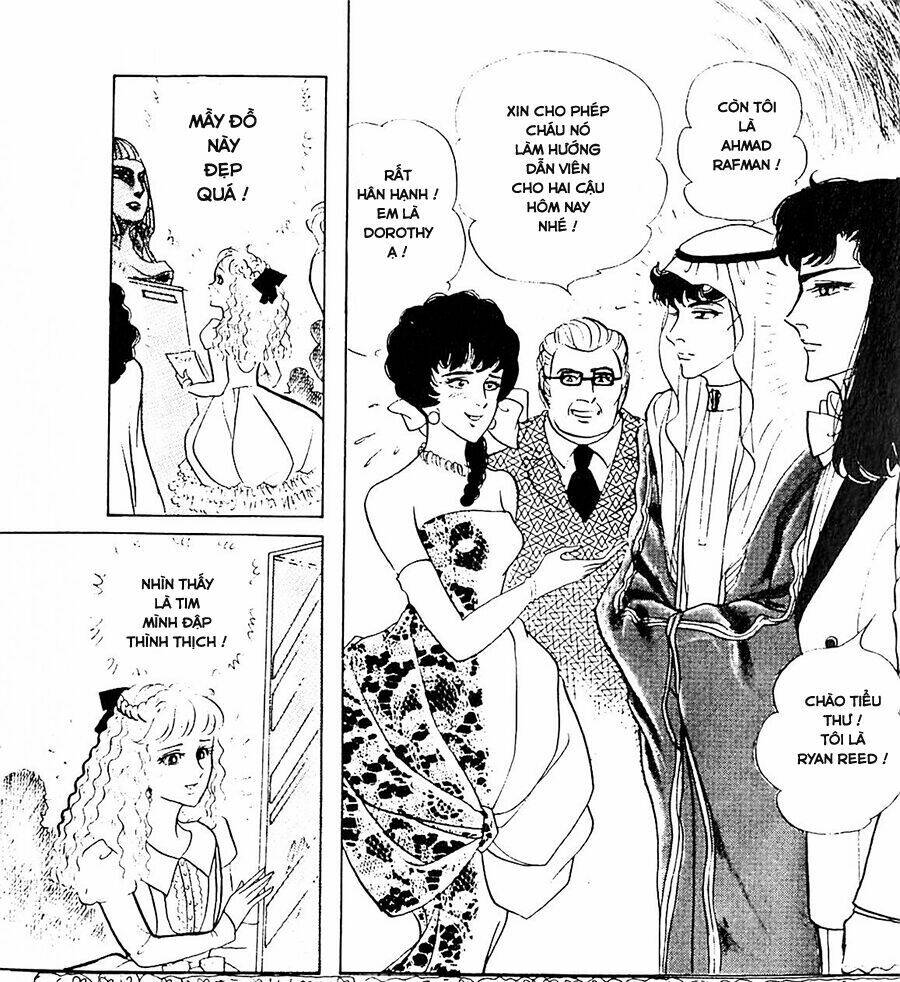 MẤY ĐỒ
NÀY
ĐẸP
QUÁ !
RẤT
HÂN HẠNH !
EM LÀ
DOROTHY
Ạ !
XIN CHO PHÉP
CHÁU NÓ
LÀM HƯỚNG
DẪN VIÊN
CHO HAI CẬU
HÔM NAY
NHÉ !
CÒN TÔI
LÀ
AHMAD
RAFMAN !
CHÀO TIỂU
THƯ !
TÔI LÀ
RYAN REED !
NHÌN THẤY
LÀ TIM
MÌNH ĐẬP
THÌNH THỊCH !